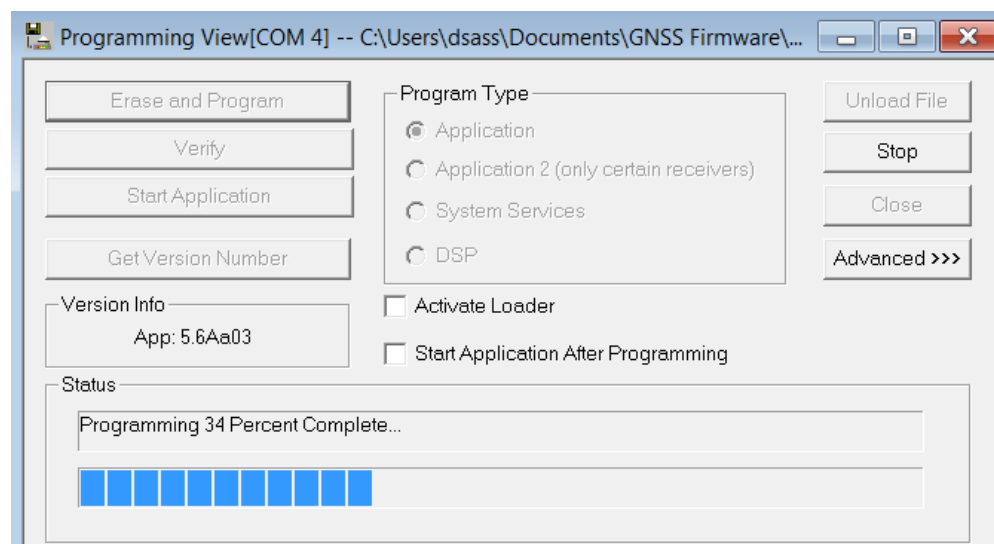 Programming View[COM 4] -- C:\Users\dsass\Documents\GNSS Firmware\...
Erase and Program
Verify
Start Application
Get Version Number
Program Type
Application
Application 2 (only certain receivers)
System Services
DSP
Unload File
Stop
Close
Advanced >>>
Version Info
App: 5.6Aa03
Activate Loader
Start Application After Programming
Status
Programming 34 Percent Complete...